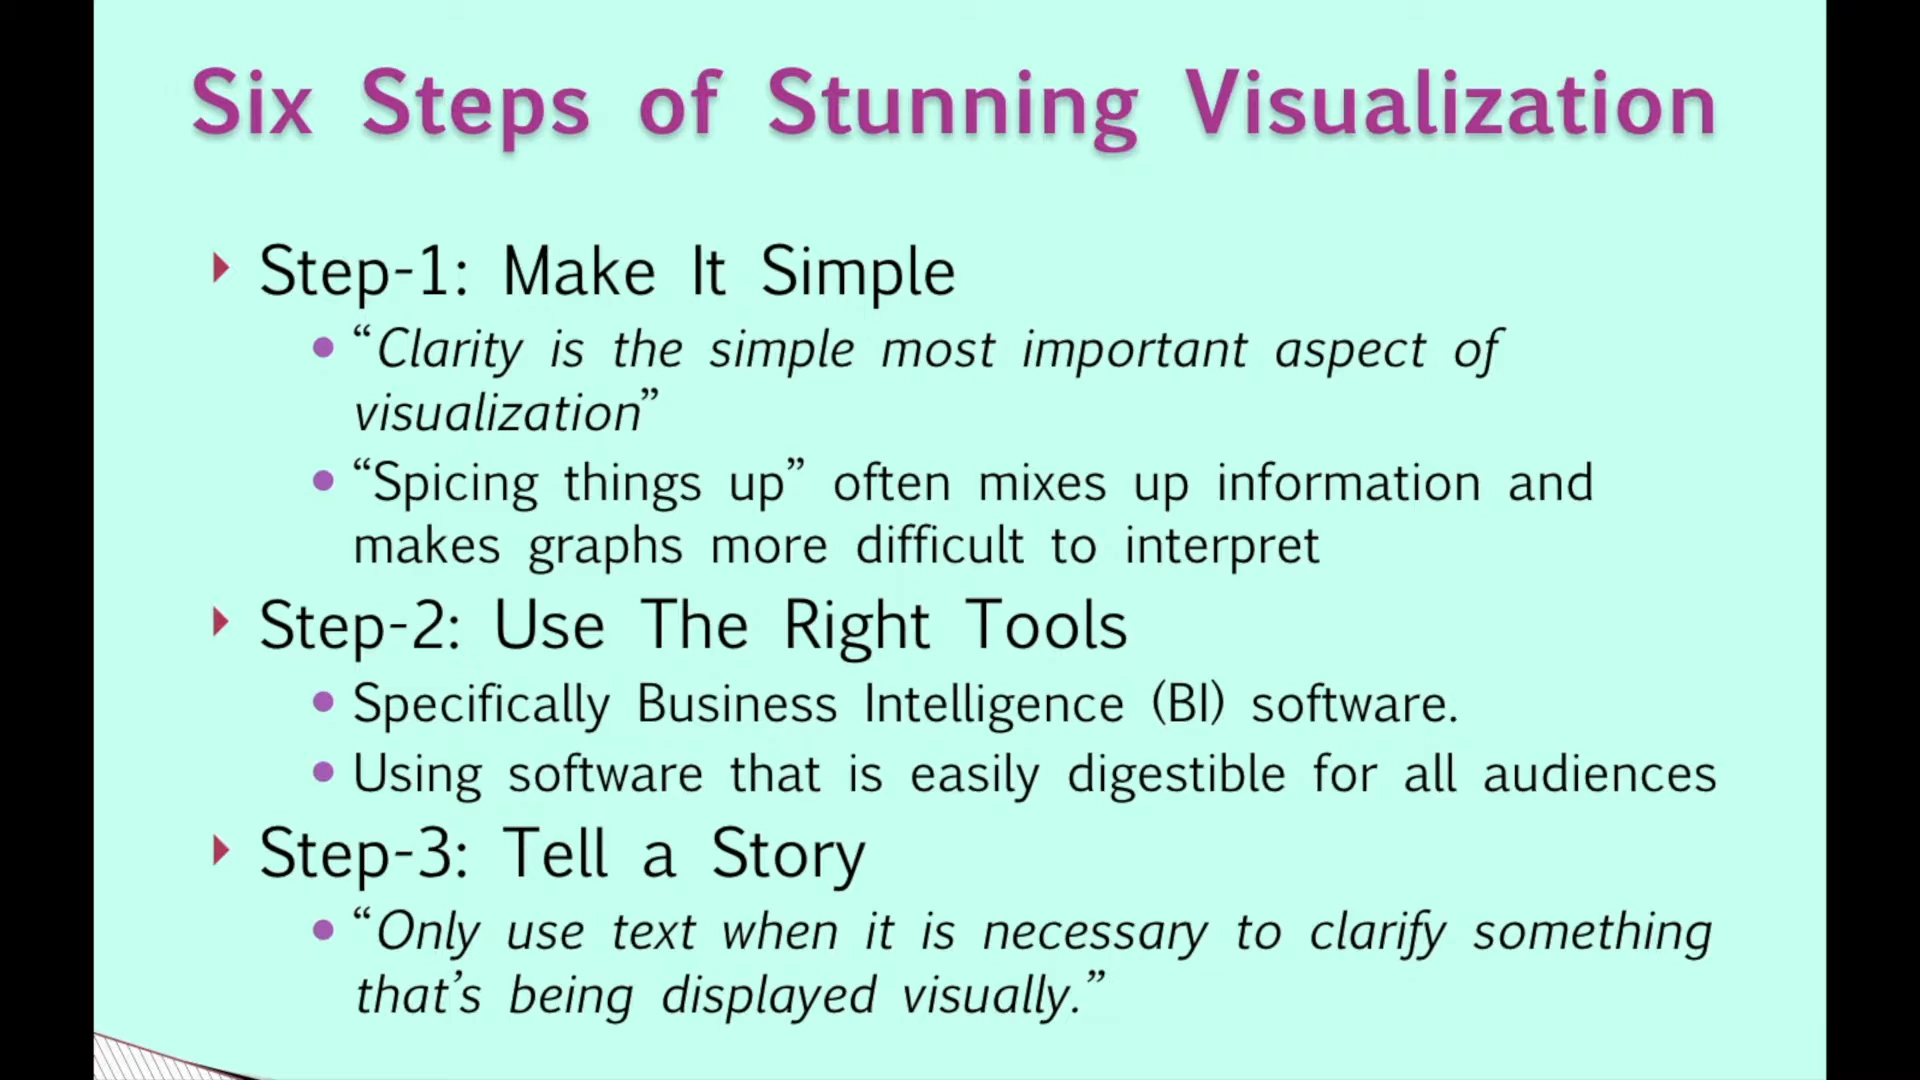 Six Steps of Stunning Visualization
Step-1: Make It Simple
“Clarity is the simple most important aspect of
visualization”
“Spicing things up” often mixes up information and
makes graphs more difficult to interpret
Step-2: Use The Right Tools
Specifically Business Intelligence (BI) software.
Using software that is easily digestible for all audiences
Step-3: Tell a Story
“Only use text when it is necessary to clarify something
that’s being displayed visually.”